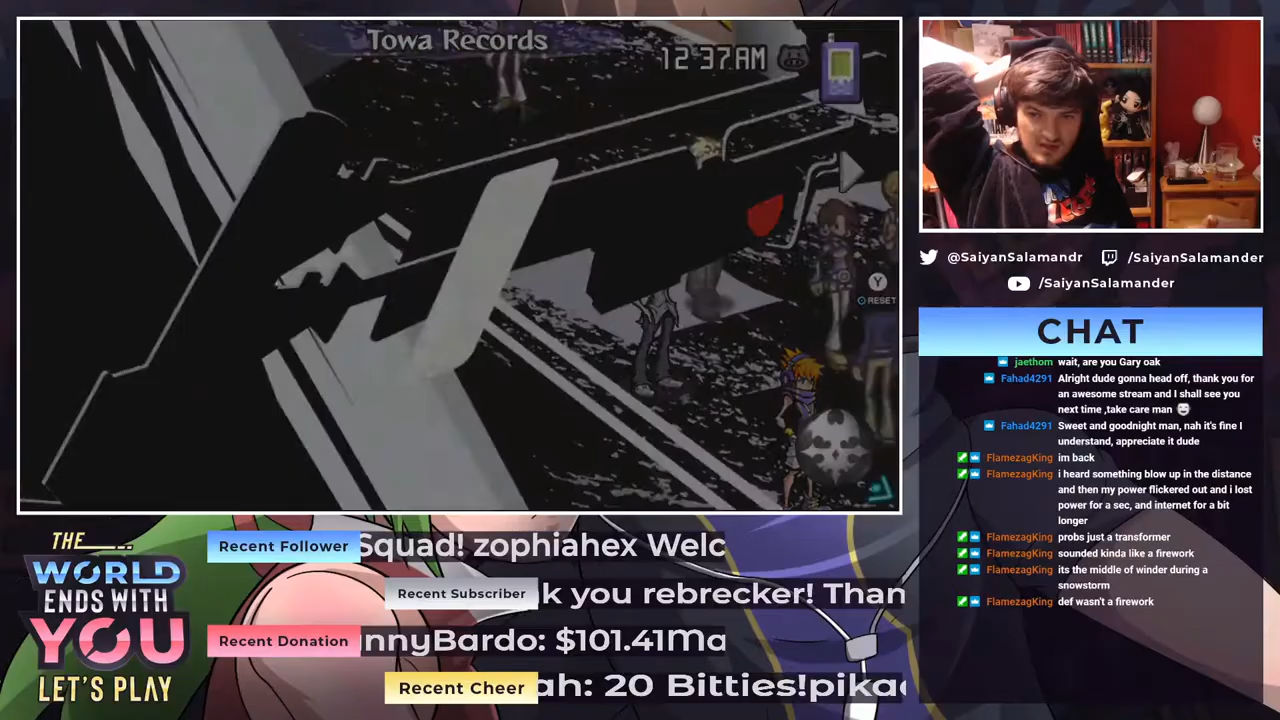 Towa Records
12:37AM
Y
RESET
@SaiyanSalamandr
/SaiyanSalamander
/SaiyanSalamander
CHAT
jaethom wait, are you Gary oak
Fahad4291 Alright dude gonna head off, thank you for
an awesome stream and I shall see you
next time ,take care man
Fahad4291 Sweet and goodnight man, nah it's fine I
understand, appreciate it dude
FlamezagKing im back
FlamezagKing i heard something blow up in the distance
and then my power flickered out and i lost
power for a sec, and internet for a bit
longer
FlamezagKing probs just a transformer
FlamezagKing sounded kinda like a firework
FlamezagKing its the middle of winder during a
snowstorm
FlamezagKing def wasn't a firework
THE
WORLD
ENDS WITH
YOU
LET'S PLAY
Recent Follower Squad! zophiahex Welc
Recent Subscriber k you rebrecker! Than
Recent Donation nnyBardo: $101.41Ma
Recent Cheer ah: 20 Bitties!pika